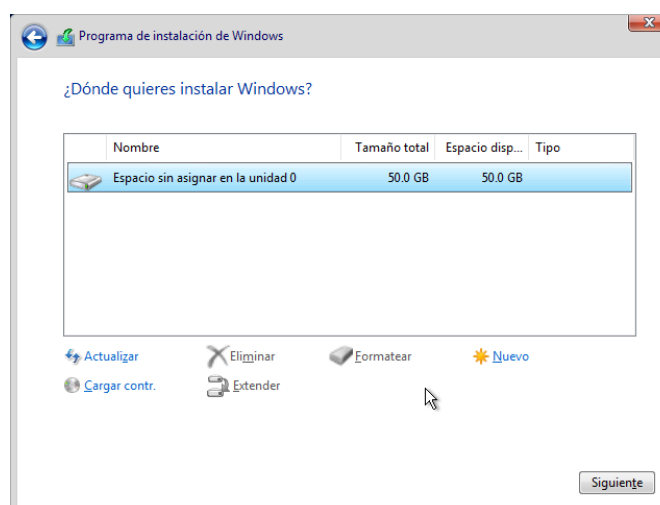 Programa de instalación de Windows
¿Dónde quieres instalar Windows?
Nombre Tamaño total Espacio disp... Tipo
Espacio sin asignar en la unidad 0 50.0 GB 50.0 GB
Actualizar Eliminar Formatear Nuevo
Cargar contr. Extender
Siguiente